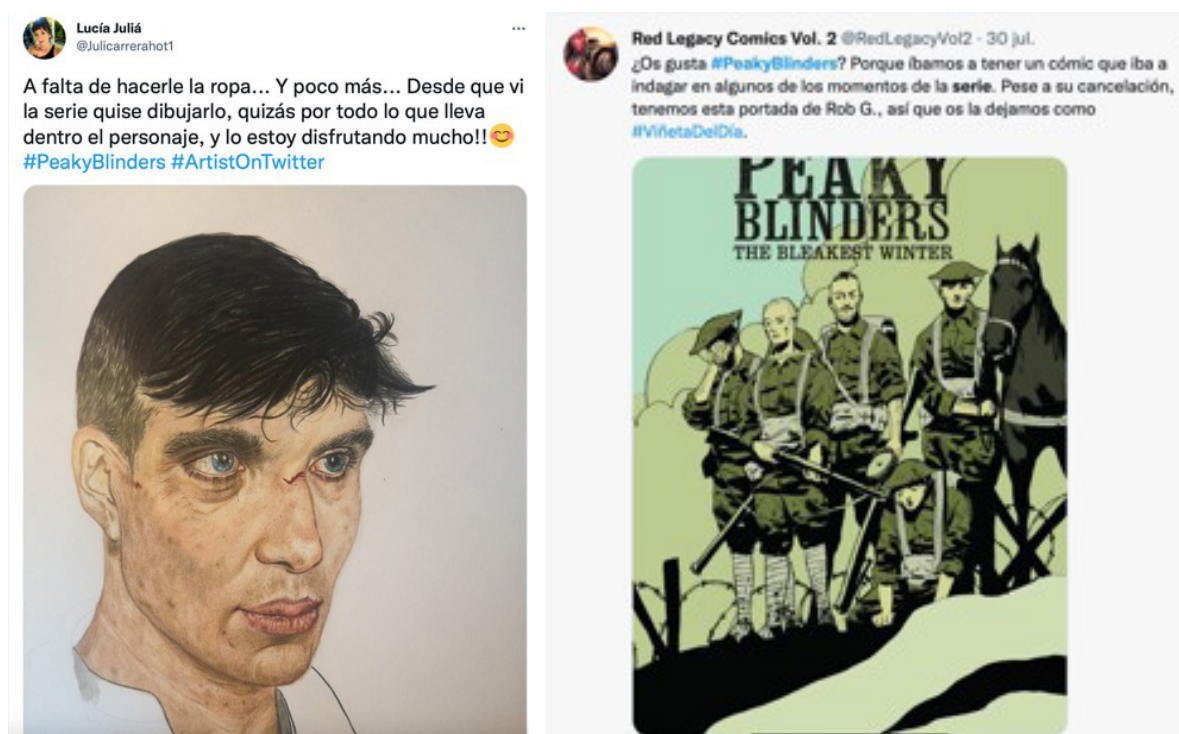 Lucía Juliá
@Julicarrerahot1
A falta de hacerle la ropa... Y poco más... Desde que vi
la serie quise dibujarlo, quizás por todo lo que lleva
dentro el personaje, y lo estoy disfrutando mucho!!😊
#PeakyBlinders #ArtistOnTwitter
Red Legacy Comics Vol. 2 @RedLegacyVol2 - 30 jul.
¿Os gusta #PeakyBlinders? Porque íbamos a tener un cómic que iba a
indagar en algunos de los momentos de la serie. Pese a su cancelación,
tenemos esta portada de Rob G., así que os la dejamos como
#ViñetaDelDía.
PEAKY
BLINDERS
THE BLEAKEST WINTER